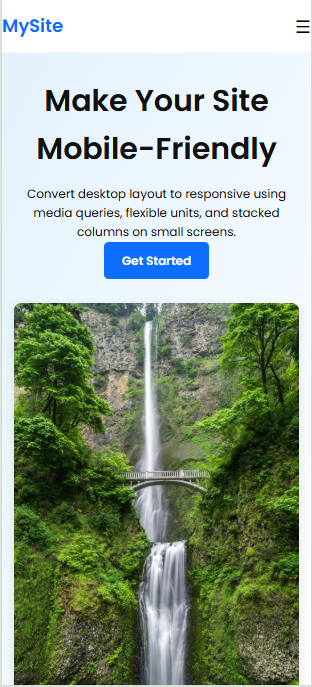 MySite ☰
Make Your Site
Mobile-Friendly
Convert desktop layout to responsive using
media queries, flexible units, and stacked
columns on small screens.
Get Started